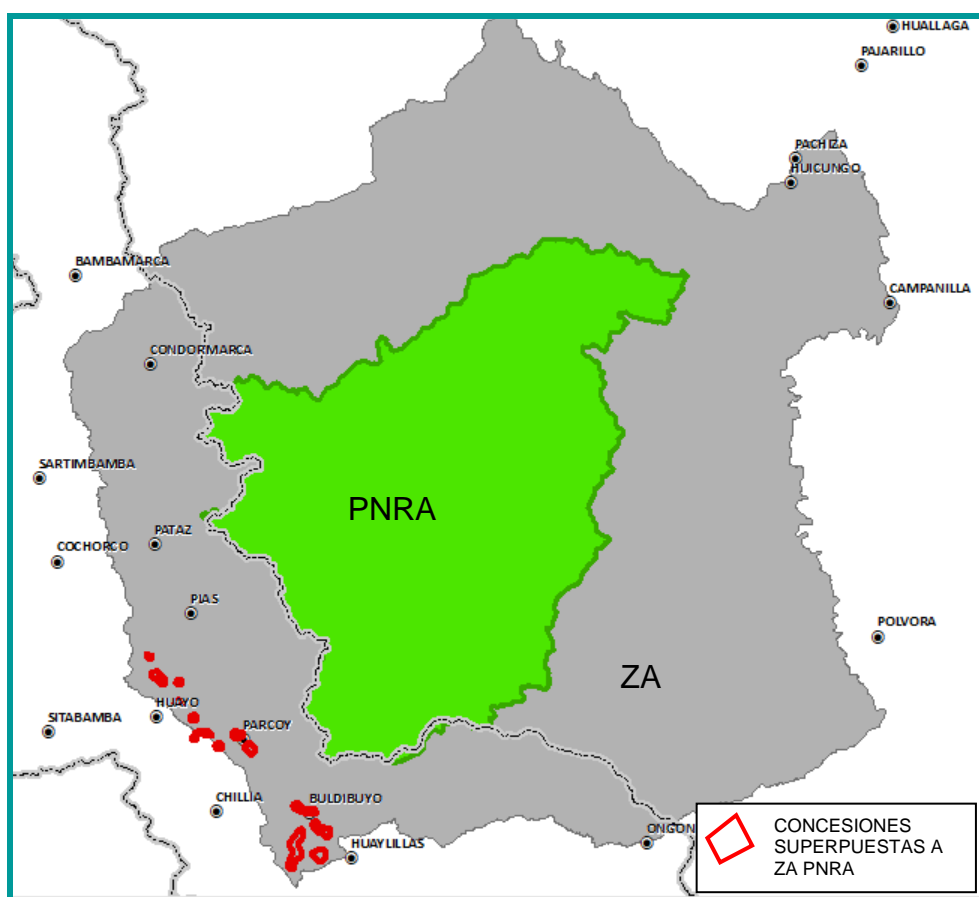 HUALLAGA
PAJARILLO
PACHIZA
HUICUNGO
BAMBAMARCA
CAMPANILLA
CONDORMARCA
SARTIMBAMBA
PNRA
PATAZ
COCHORCO
PIAS
POLVORA
ZA
HUAYO
SITABAMBA
PARCOY
CHILLIA
BULDIBUYO
ONGON
HUAYLILLAS
CONCESIONES
SUPERPUESTAS A
ZA PNRA